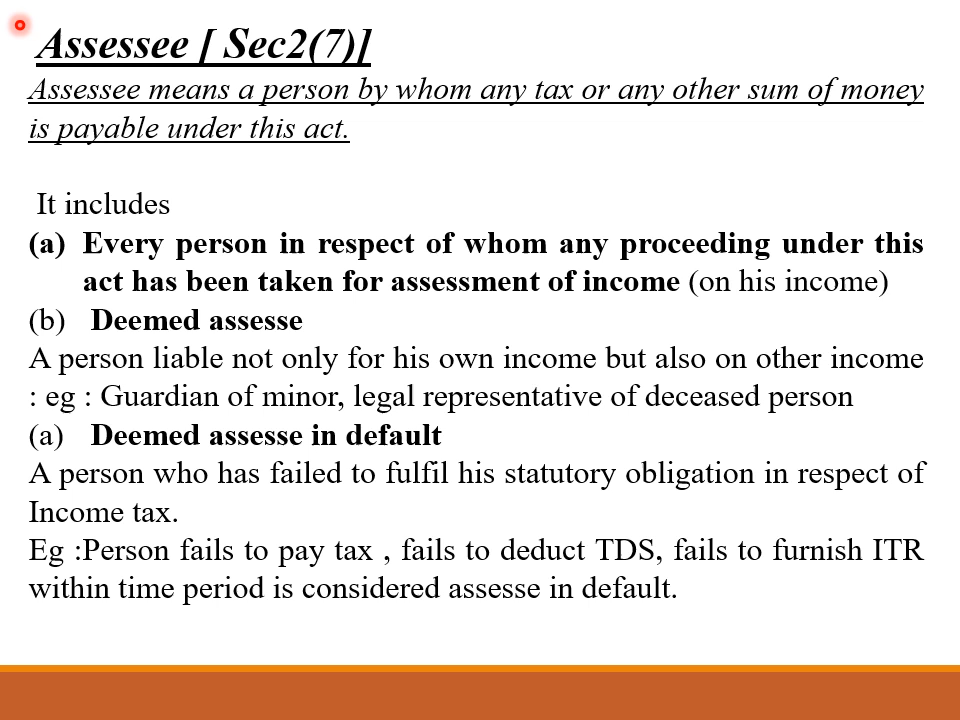 Assessee [ Sec2(7)]
Assessee means a person by whom any tax or any other sum of money
is payable under this act.
It includes
(a) Every person in respect of whom any proceeding under this
act has been taken for assessment of income (on his income)
(b) Deemed assesse
A person liable not only for his own income but also on other income
: eg : Guardian of minor, legal representative of deceased person
(a) Deemed assesse in default
A person who has failed to fulfil his statutory obligation in respect of
Income tax.
Eg :Person fails to pay tax , fails to deduct TDS, fails to furnish ITR
within time period is considered assesse in default.